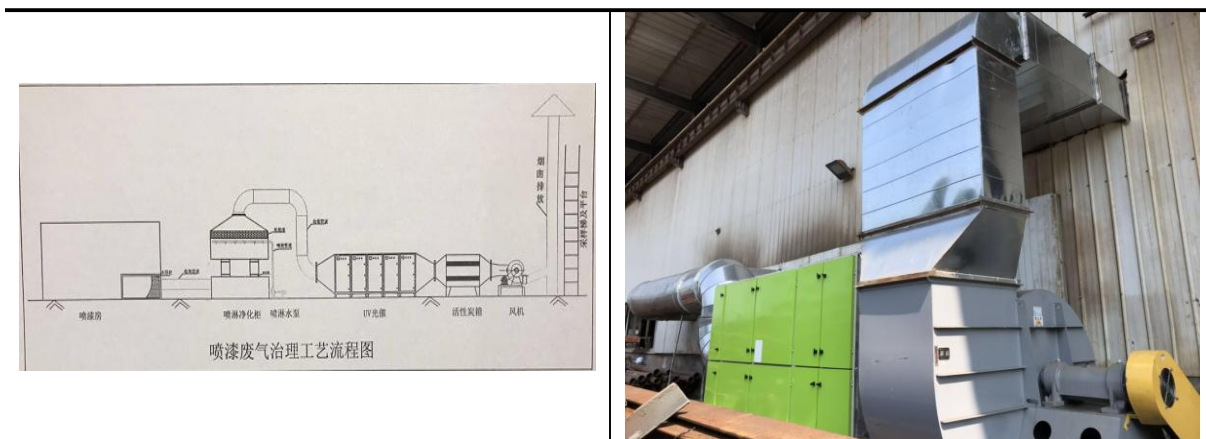 烟囱排放
采样梯及平台
喷漆房
喷淋净化柜
喷淋水泵
UV光催
活性炭箱
风机
喷漆废气治理工艺流程图